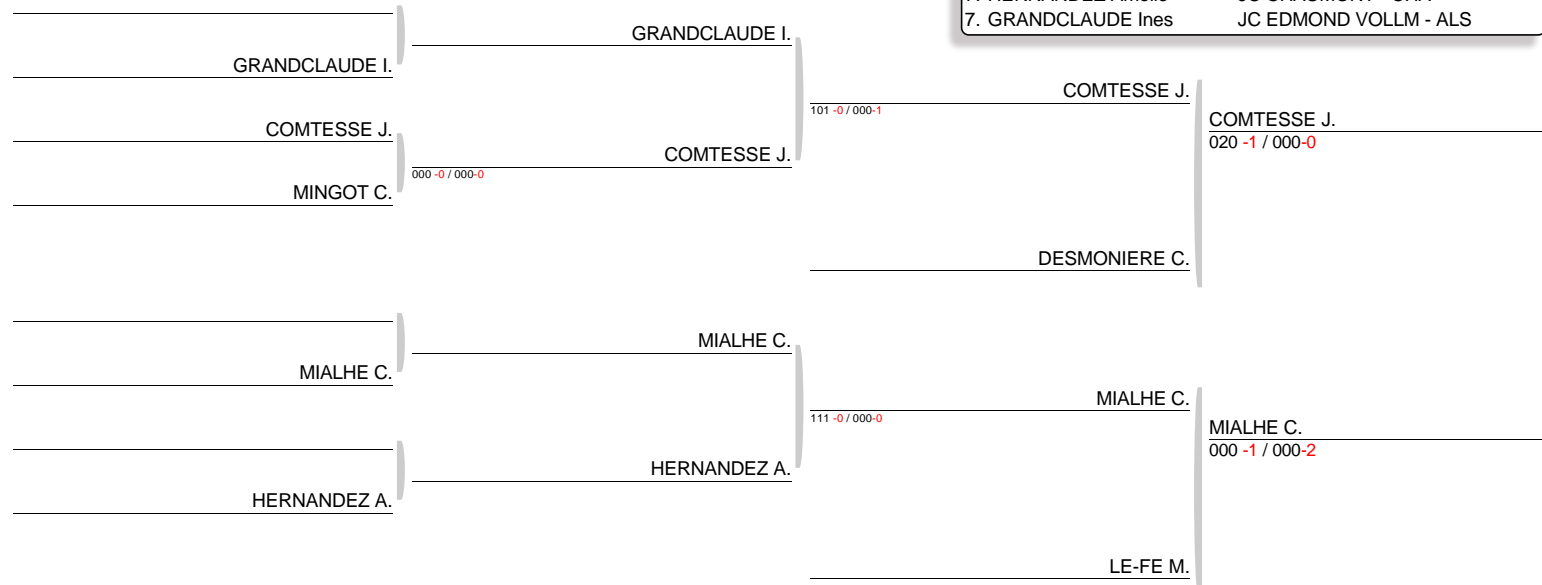 7. GRANDCLAUDE Ines JC EDMOND VOLLM - ALS
GRANDCLAUDE I.
GRANDCLAUDE I.
COMTESSE J.
101 -0 / 000-1
COMTESSE J.
020 -1 / 000-0
COMTESSE J.
COMTESSE J.
000 -0 / 000-0
MINGOT C.
DESMONIERE C.
MIALHE C.
MIALHE C.
MIALHE C.
111 -0 / 000-0
MIALHE C.
000 -1 / 000-2
HERNANDEZ A.
HERNANDEZ A.
LE-FE M.